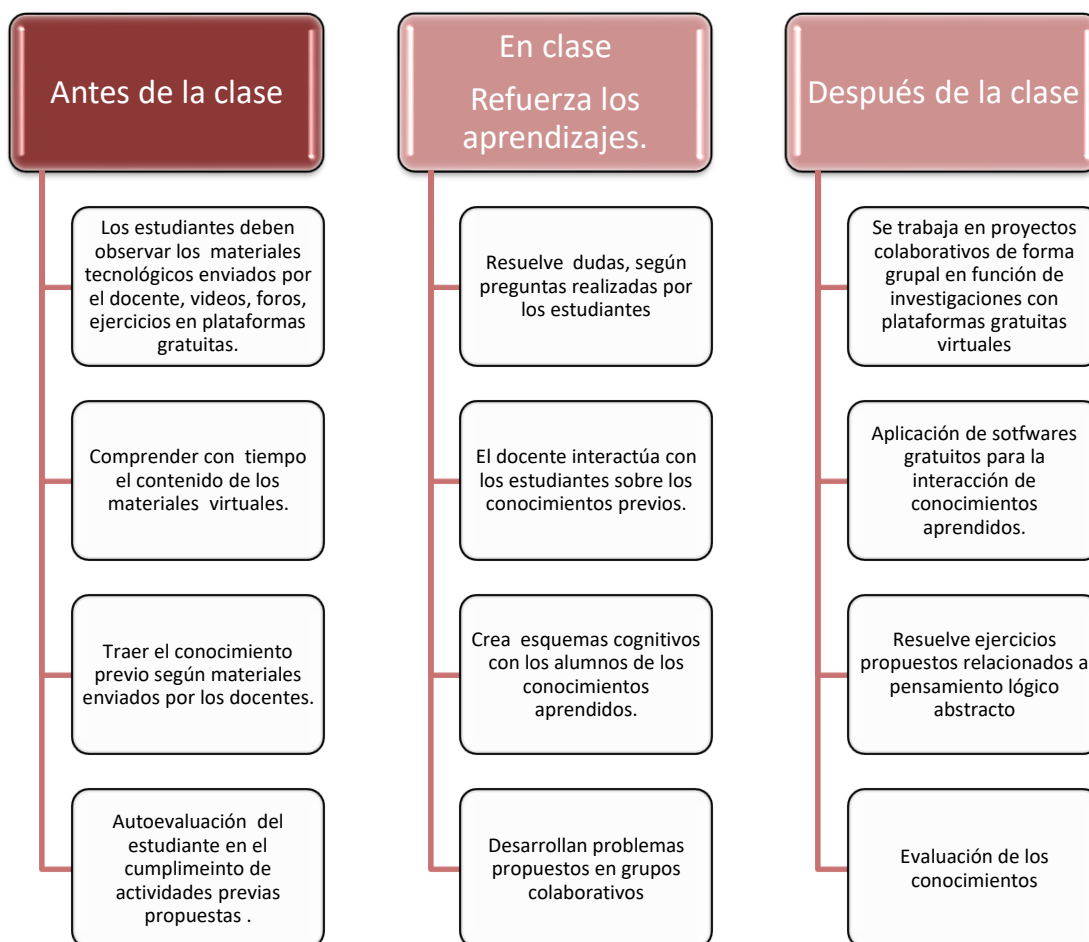 Antes de la clase
Los estudiantes deben
observar los materiales
tecnológicos enviados por
el docente, videos, foros,
ejercicios en plataformas
gratuitas.
Comprender con tiempo
el contenido de los
materiales virtuales.
Traer el conocimiento
previo según materiales
enviados por los docentes.
Autoevaluación del
estudiante en el
cumplimeinto de
actividades previas
propuestas .
En clase
Refuerza los
aprendizajes.
Resuelve dudas, según
preguntas realizadas por
los estudiantes
El docente interactúa con
los estudiantes sobre los
conocimientos previos.
Crea esquemas cognitivos
con los alumnos de los
conocimientos
aprendidos.
Desarrollan problemas
propuestos en grupos
colaborativos
Después de la clase
Se trabaja en proyectos
colaborativos de forma
grupal en función de
investigaciones con
plataformas gratuitas
virtuales
Aplicación de sotfwares
gratuitos para la
interacción de
conocimientos
aprendidos.
Resuelve ejercicios
propuestos relacionados a
pensamiento lógico
abstracto
Evaluación de los
conocimientos